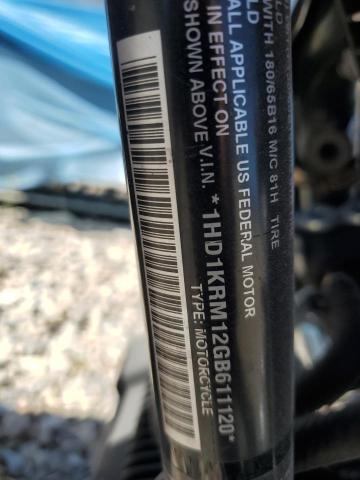 WITH 180/65B16 M/C 81H TIRE
ALL APPLICABLE US FEDERAL MOTOR
IN EFFECT ON
SHOWN ABOVE V.I.N.
*1HD1KRM12GB611120*
TYPE: MOTORCYCLE